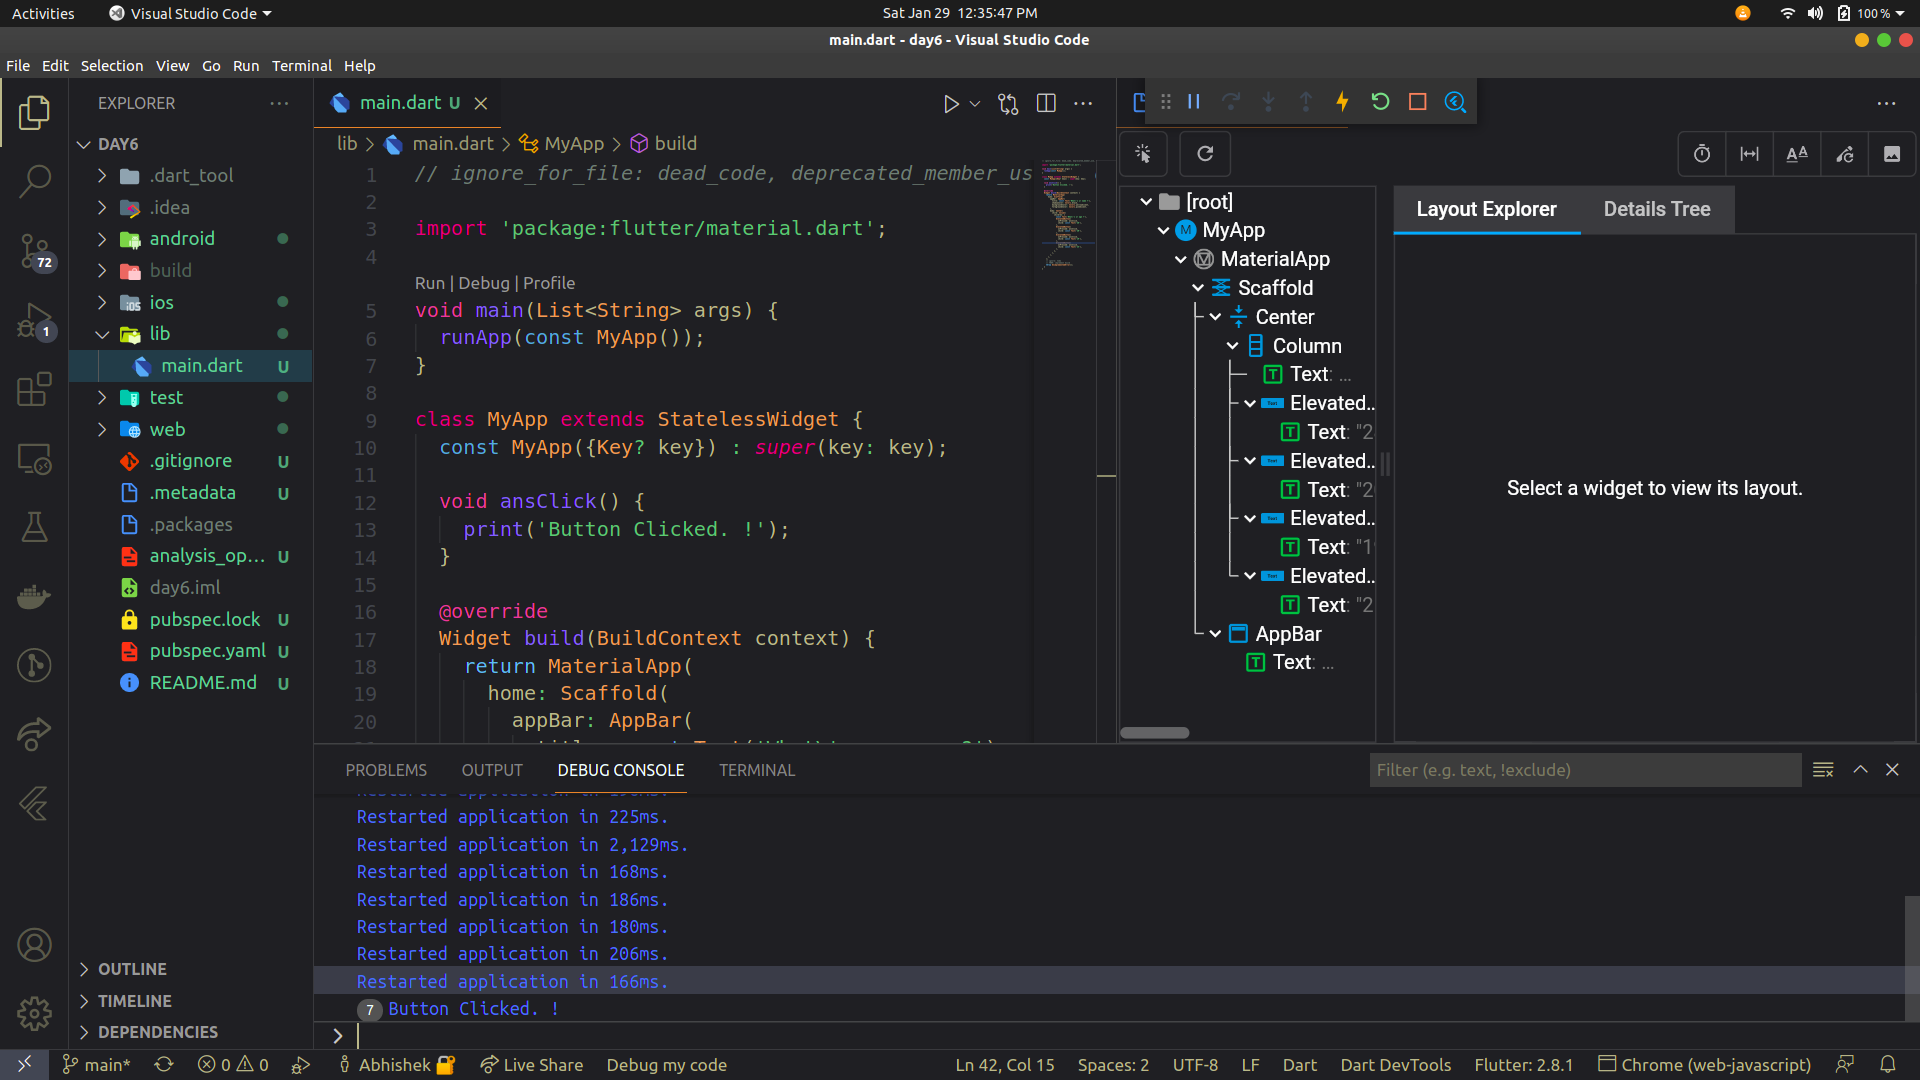 Activities
Visual Studio Code
Sat Jan 29 12:35:47 PM
100 %
main.dart - day6 - Visual Studio Code
File Edit Selection View Go Run Terminal Help
EXPLORER
DAY6
.dart_tool
.idea
android
build
ios
lib
main.dart U
test
web
.gitignore U
.metadata U
.packages
analysis_op... U
day6.iml
pubspec.lock U
pubspec.yaml U
README.md U
OUTLINE
TIMELINE
DEPENDENCIES
72
1
main.dart U
lib > main.dart > MyApp > build
1 // ignore_for_file: dead_code, deprecated_member_us
2
3 import 'package:flutter/material.dart';
4
Run | Debug | Profile
5 void main(List<String> args) {
6 runApp(const MyApp());
7 }
8
9 class MyApp extends StatelessWidget {
10 const MyApp({Key? key}) : super(key: key);
11
12 void ansClick() {
13 print('Button Clicked. !');
14 }
15
16 @override
17 Widget build(BuildContext context) {
18 return MaterialApp(
19 home: Scaffold(
20 appBar: AppBar(
[root]
MyApp
MaterialApp
Scaffold
Center
Column
Text: ...
Elevated...
Text: "2
Elevated...
Text: "2
Elevated...
Text: "1
Elevated...
Text: "2
AppBar
Text: ...
Layout Explorer
Details Tree
Select a widget to view its layout.
PROBLEMS OUTPUT DEBUG CONSOLE TERMINAL
Filter (e.g. text, !exclude)
Restarted application in 225ms.
Restarted application in 2,129ms.
Restarted application in 168ms.
Restarted application in 186ms.
Restarted application in 180ms.
Restarted application in 206ms.
Restarted application in 166ms.
7 Button Clicked. !
>
main* 0 0 Abhishek Live Share Debug my code
Ln 42, Col 15 Spaces: 2 UTF-8 LF Dart Dart DevTools Flutter: 2.8.1 Chrome (web-javascript)